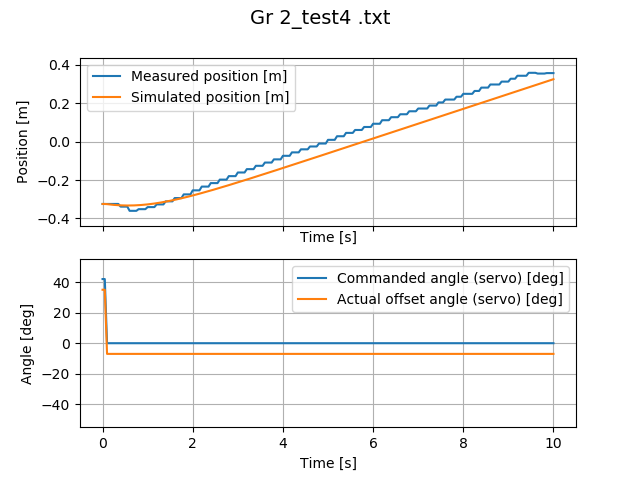 Gr 2_test4 .txt
Measured position [m]
Simulated position [m]
Position [m]
0.4
0.2
0.0
−0.2
−0.4
Time [s]
Commanded angle (servo) [deg]
Actual offset angle (servo) [deg]
Angle [deg]
40
20
0
−20
−40
0 2 4 6 8 10
Time [s]